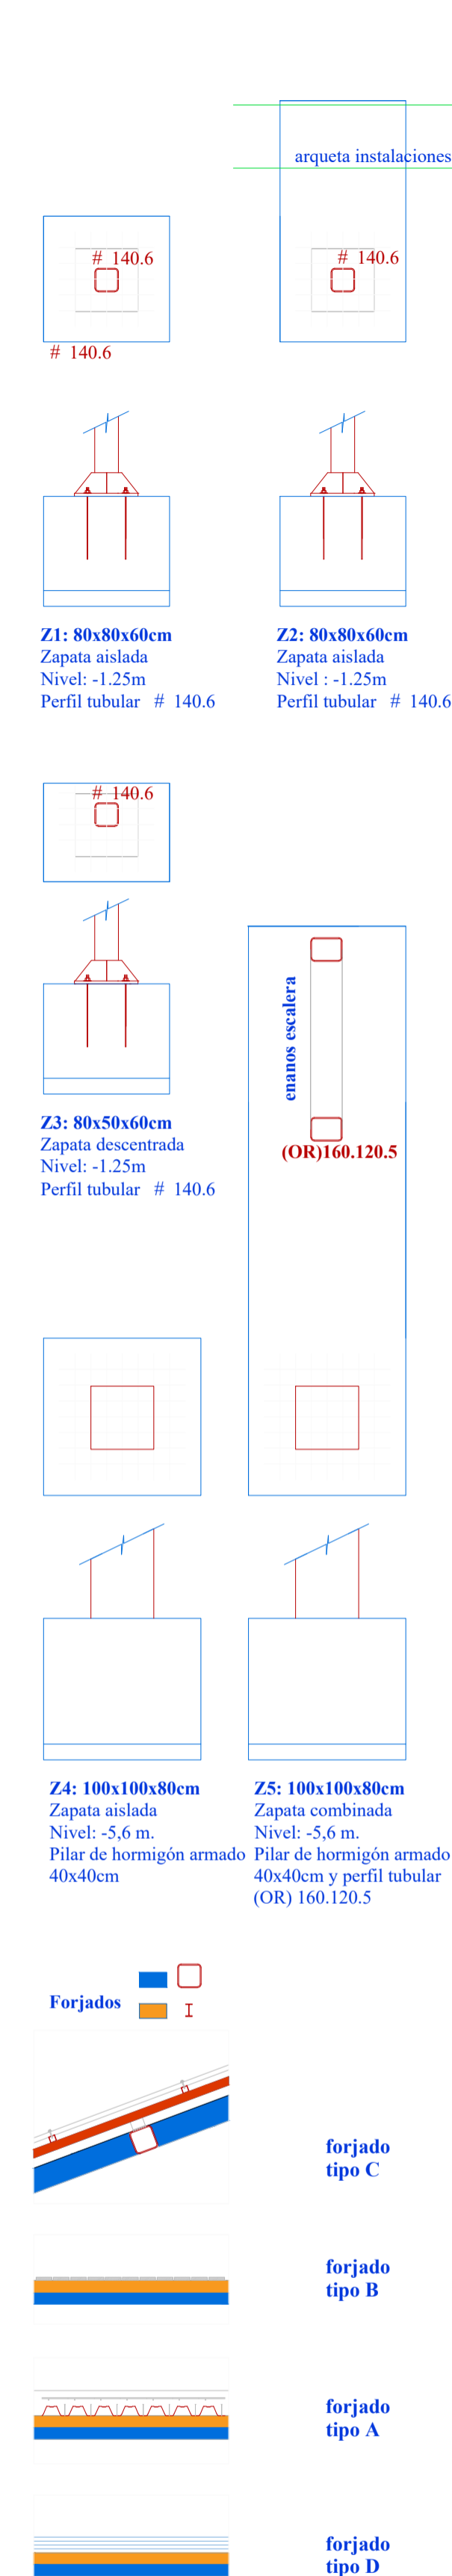 arqueta instalaciones
# 140.6
# 140.6
# 140.6
Z1: 80x80x60cm
Zapata aislada
Nivel: -1.25m
Perfil tubular # 140.6
Z2: 80x80x60cm
Zapata aislada
Nivel : -1.25m
Perfil tubular # 140.6
# 140.6
Z3: 80x50x60cm
Zapata descentrada
Nivel: -1.25m
Perfil tubular # 140.6
enanos escalera
(OR)160.120.5
Z4: 100x100x80cm
Zapata aislada
Nivel: -5,6 m.
Pilar de hormigón armado
40x40cm
Z5: 100x100x80cm
Zapata combinada
Nivel: -5,6 m.
Pilar de hormigón armado
40x40cm y perfil tubular
(OR) 160.120.5
Forjados
forjado
tipo C
forjado
tipo B
forjado
tipo A
forjado
tipo D